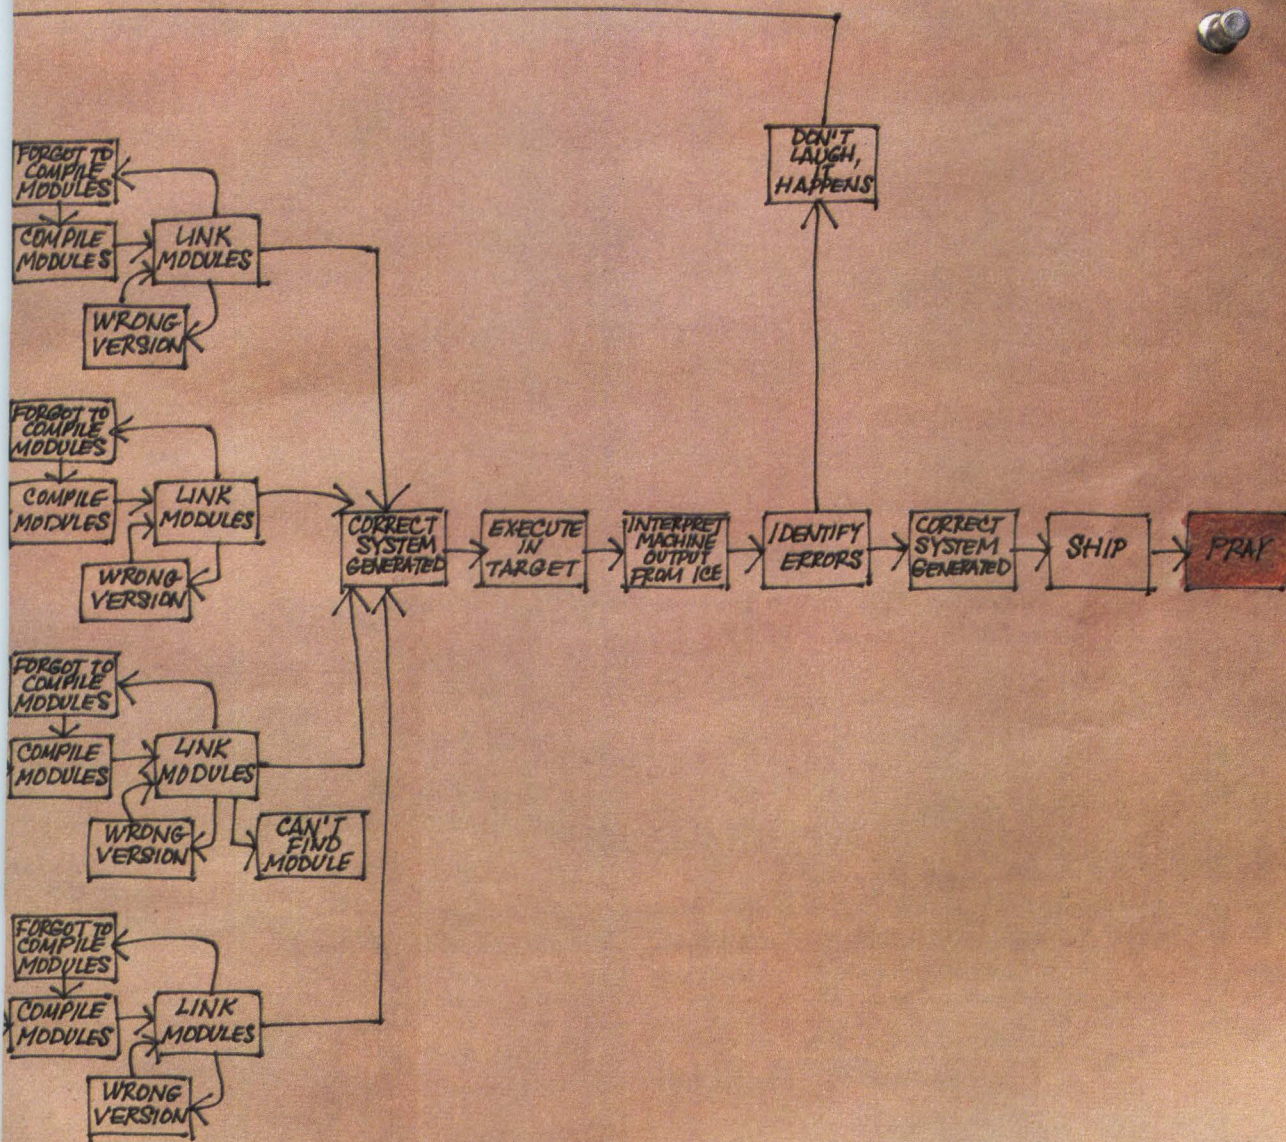 DON'T
LAUGH,
IT
HAPPENS
FORGOT TO
COMPILE
MODULES
COMPILE
MODULES
LINK
MODULES
WRONG
VERSION
FORGOT TO
COMPILE
MODULES
COMPILE
MODULES
LINK
MODULES
WRONG
VERSION
CORRECT
SYSTEM
GENERATED
EXECUTE
IN
TARGET
INTERPRET
MACHINE
OUTPUT
FROM ICE
IDENTIFY
ERRORS
CORRECT
SYSTEM
GENERATED
SHIP
PRAY
FORGOT TO
COMPILE
MODULES
COMPILE
MODULES
LINK
MODULES
WRONG
VERSION
CAN'T
FIND
MODULE
FORGOT TO
COMPILE
MODULES
COMPILE
MODULES
LINK
MODULES
WRONG
VERSION